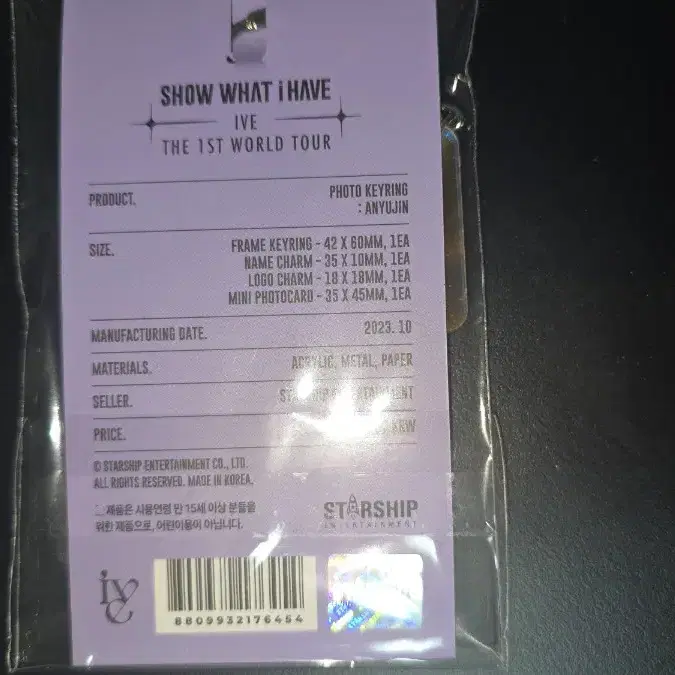 SHOW WHAT i HAVE
IVE
THE 1ST WORLD TOUR
PRODUCT. PHOTO KEYRING
: ANYUJIN
SIZE. FRAME KEYRING - 42 X 60MM, 1EA
NAME CHARM - 35 X 10MM, 1EA
LOGO CHARM - 18 X 18MM, 1EA
MINI PHOTOCARD - 35 X 45MM, 1EA
MANUFACTURING DATE. 2023. 10
MATERIALS. ACRYLIC, METAL, PAPER
SELLER. STARSHIP ENTERTAINMENT
PRICE. KRW
© STARSHIP ENTERTAINMENT CO., LTD.
ALL RIGHTS RESERVED. MADE IN KOREA.
제품은 사용연령 만 15세 이상 분들을
위한 제품으로, 어린이용이 아닙니다.
STARSHIP
ENTERTAINMENT
ive
8809932176454